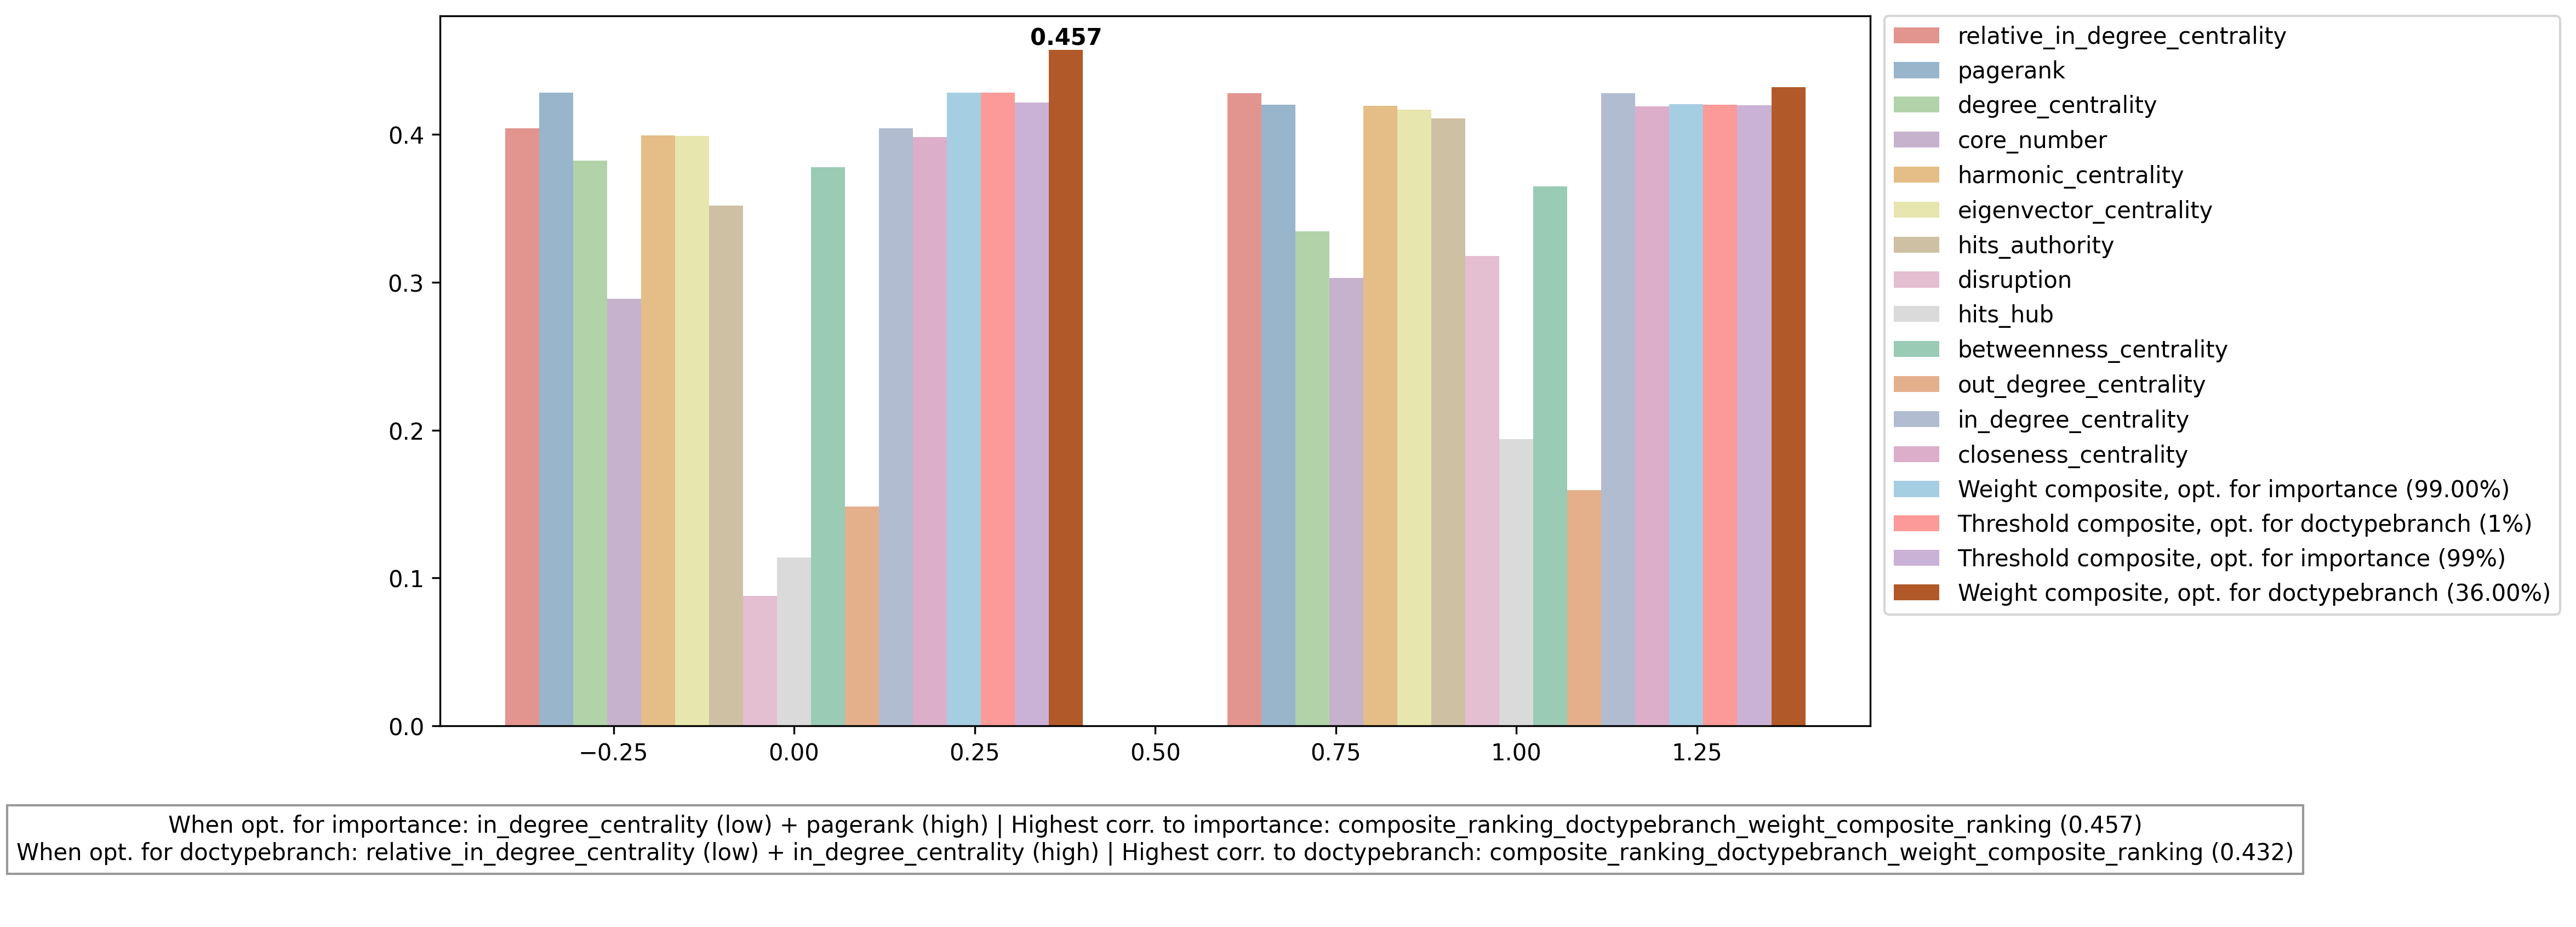 0.457
0.4
0.3
0.2
0.1
0.0
−0.25
0.00
0.25
0.50
0.75
1.00
1.25
relative_in_degree_centrality
pagerank
degree_centrality
core_number
harmonic_centrality
eigenvector_centrality
hits_authority
disruption
hits_hub
betweenness_centrality
out_degree_centrality
in_degree_centrality
closeness_centrality
Weight composite, opt. for importance (99.00%)
Threshold composite, opt. for doctypebranch (1%)
Threshold composite, opt. for importance (99%)
Weight composite, opt. for doctypebranch (36.00%)
When opt. for importance: in_degree_centrality (low) + pagerank (high) | Highest corr. to importance: composite_ranking_doctypebranch_weight_composite_ranking (0.457)
When opt. for doctypebranch: relative_in_degree_centrality (low) + in_degree_centrality (high) | Highest corr. to doctypebranch: composite_ranking_doctypebranch_weight_composite_ranking (0.432)